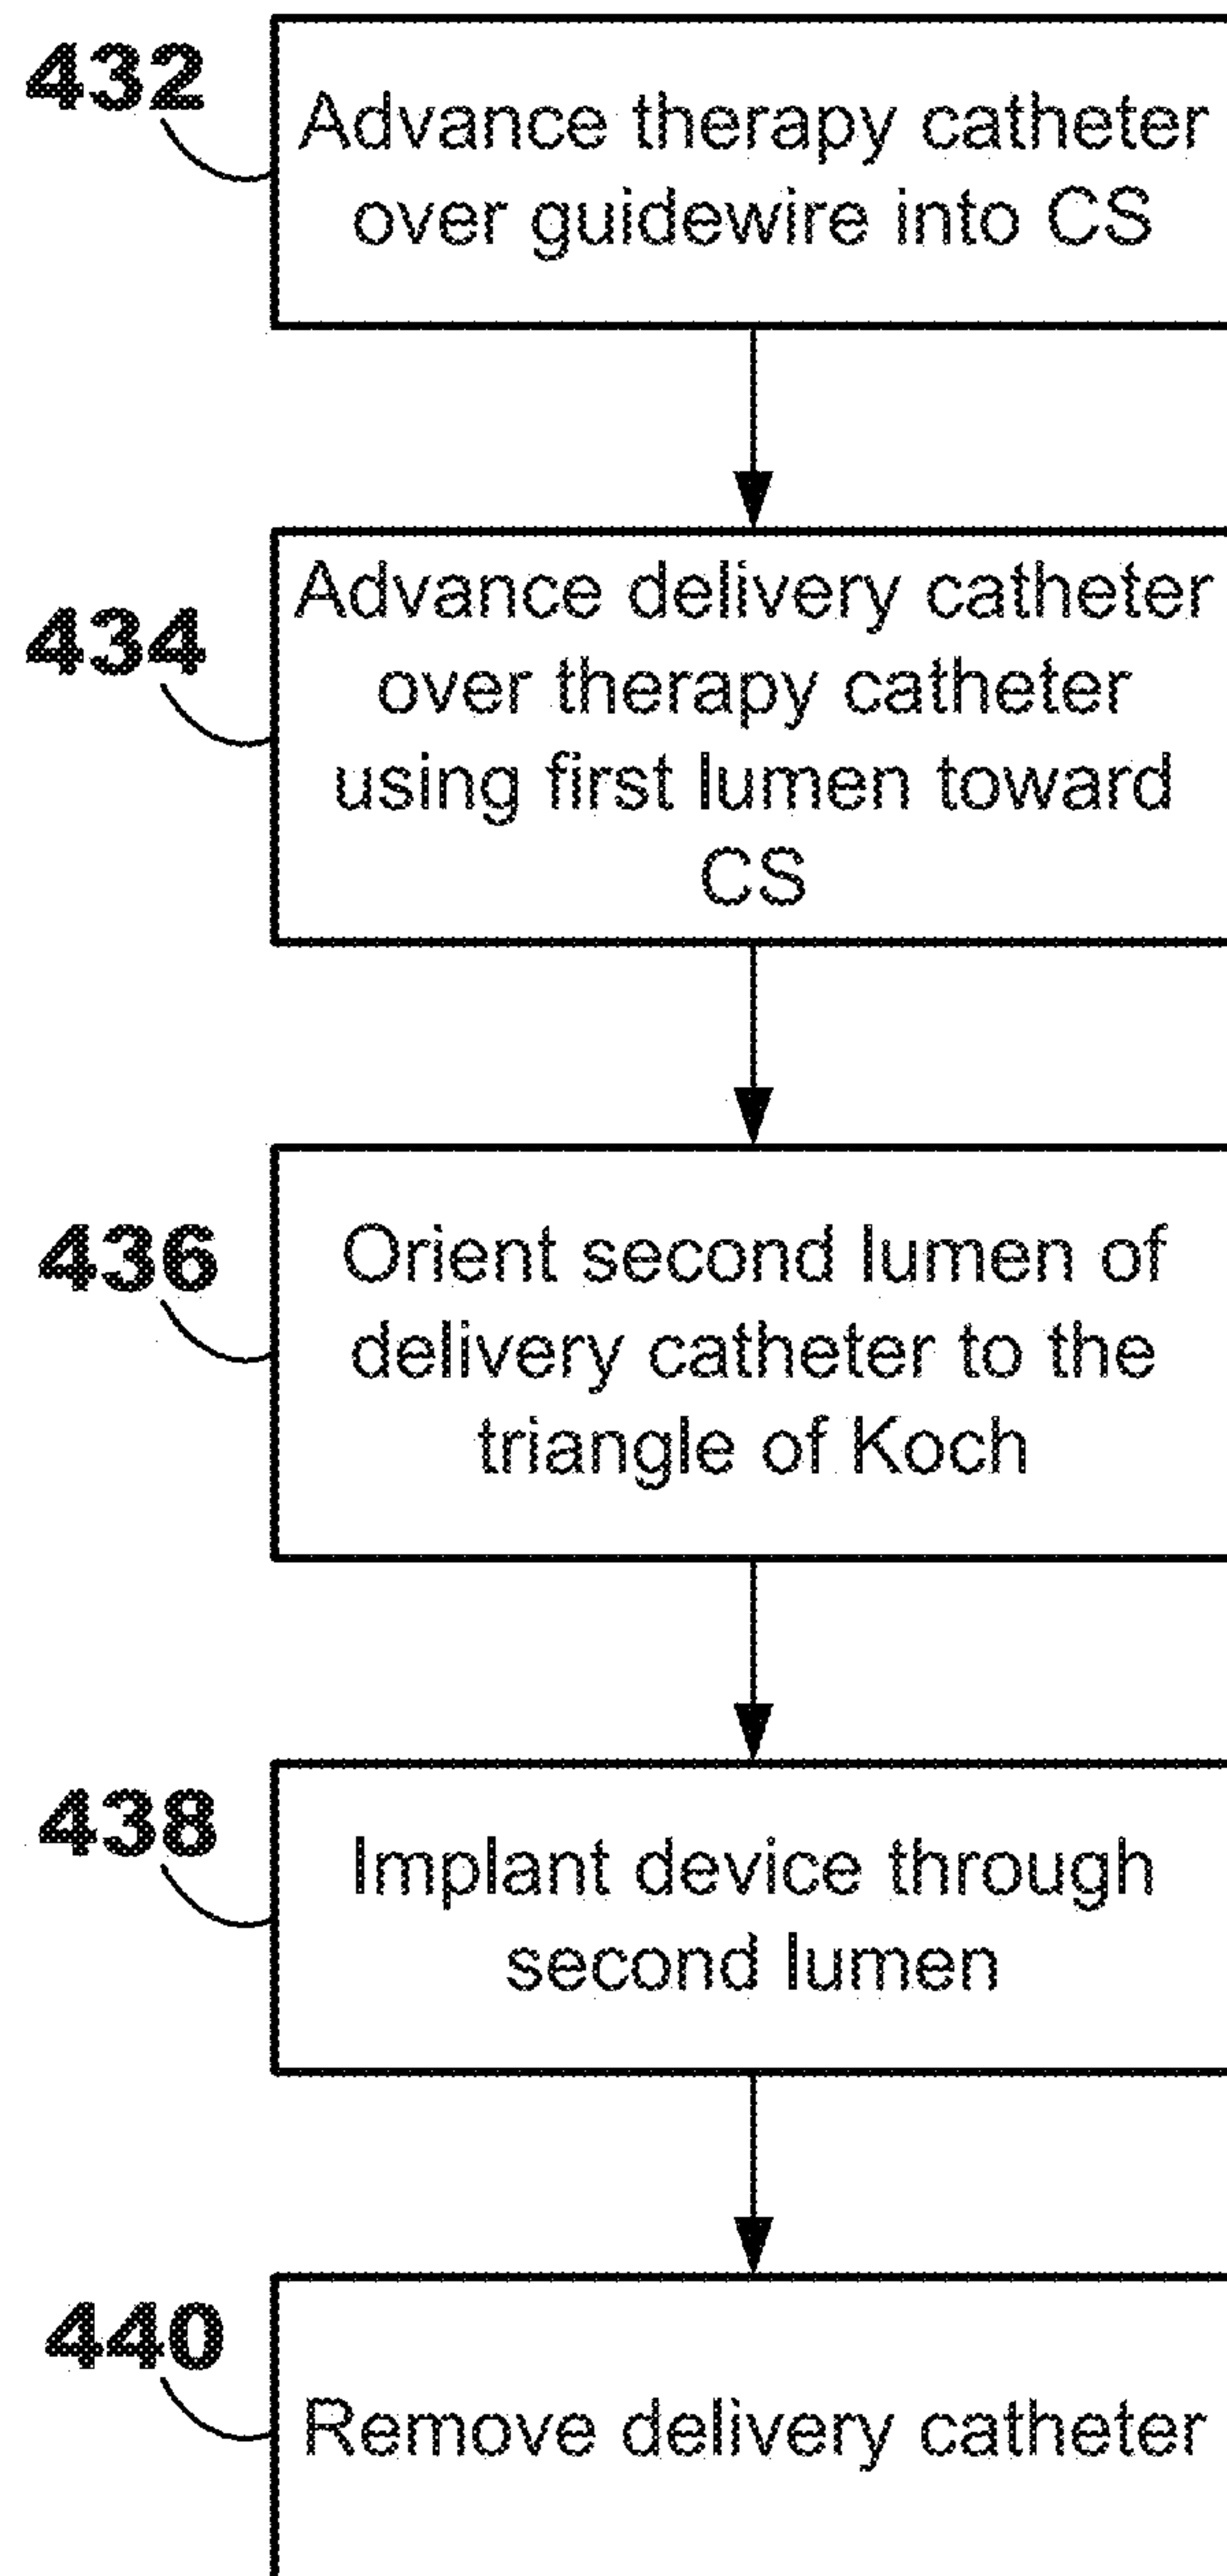 432
Advance therapy catheter
over guidewire into CS
434
Advance delivery catheter
over therapy catheter
using first lumen toward
CS
436
Orient second lumen of
delivery catheter to the
triangle of Koch
438
Implant device through
second lumen
440
Remove delivery catheter